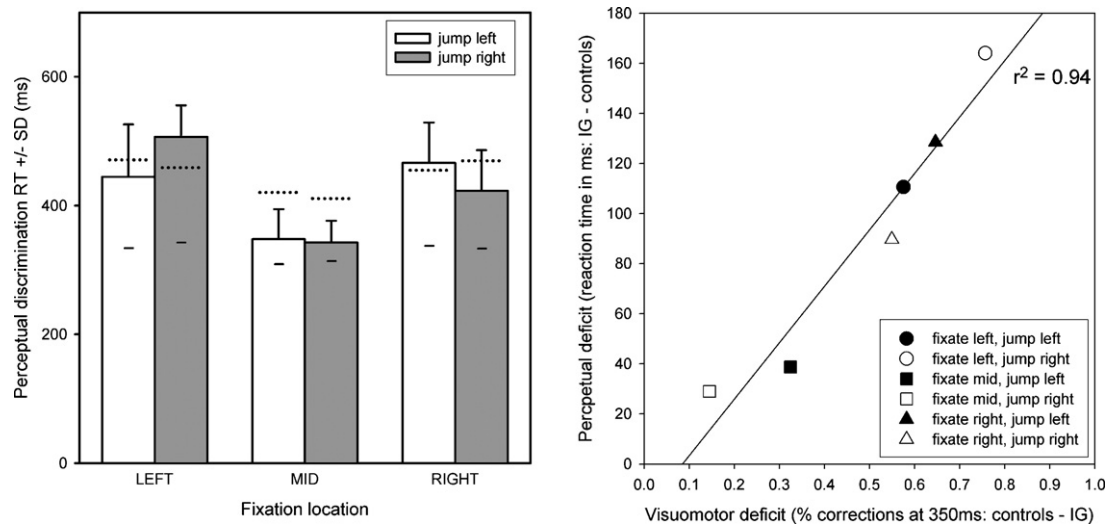 Perceptual discrimination RT +/- SD (ms)
600
400
200
0
jump left
jump right
LEFT
MID
RIGHT
Fixation location
Percpetual deficit (reaction time in ms: IG - controls)
180
160
140
120
100
80
60
40
20
0
r² = 0.94
fixate left, jump left
fixate left, jump right
fixate mid, jump left
fixate mid, jump right
fixate right, jump left
fixate right, jump right
0.0 0.1 0.2 0.3 0.4 0.5 0.6 0.7 0.8 0.9 1.0
Visuomotor deficit (% corrections at 350ms: controls - IG)